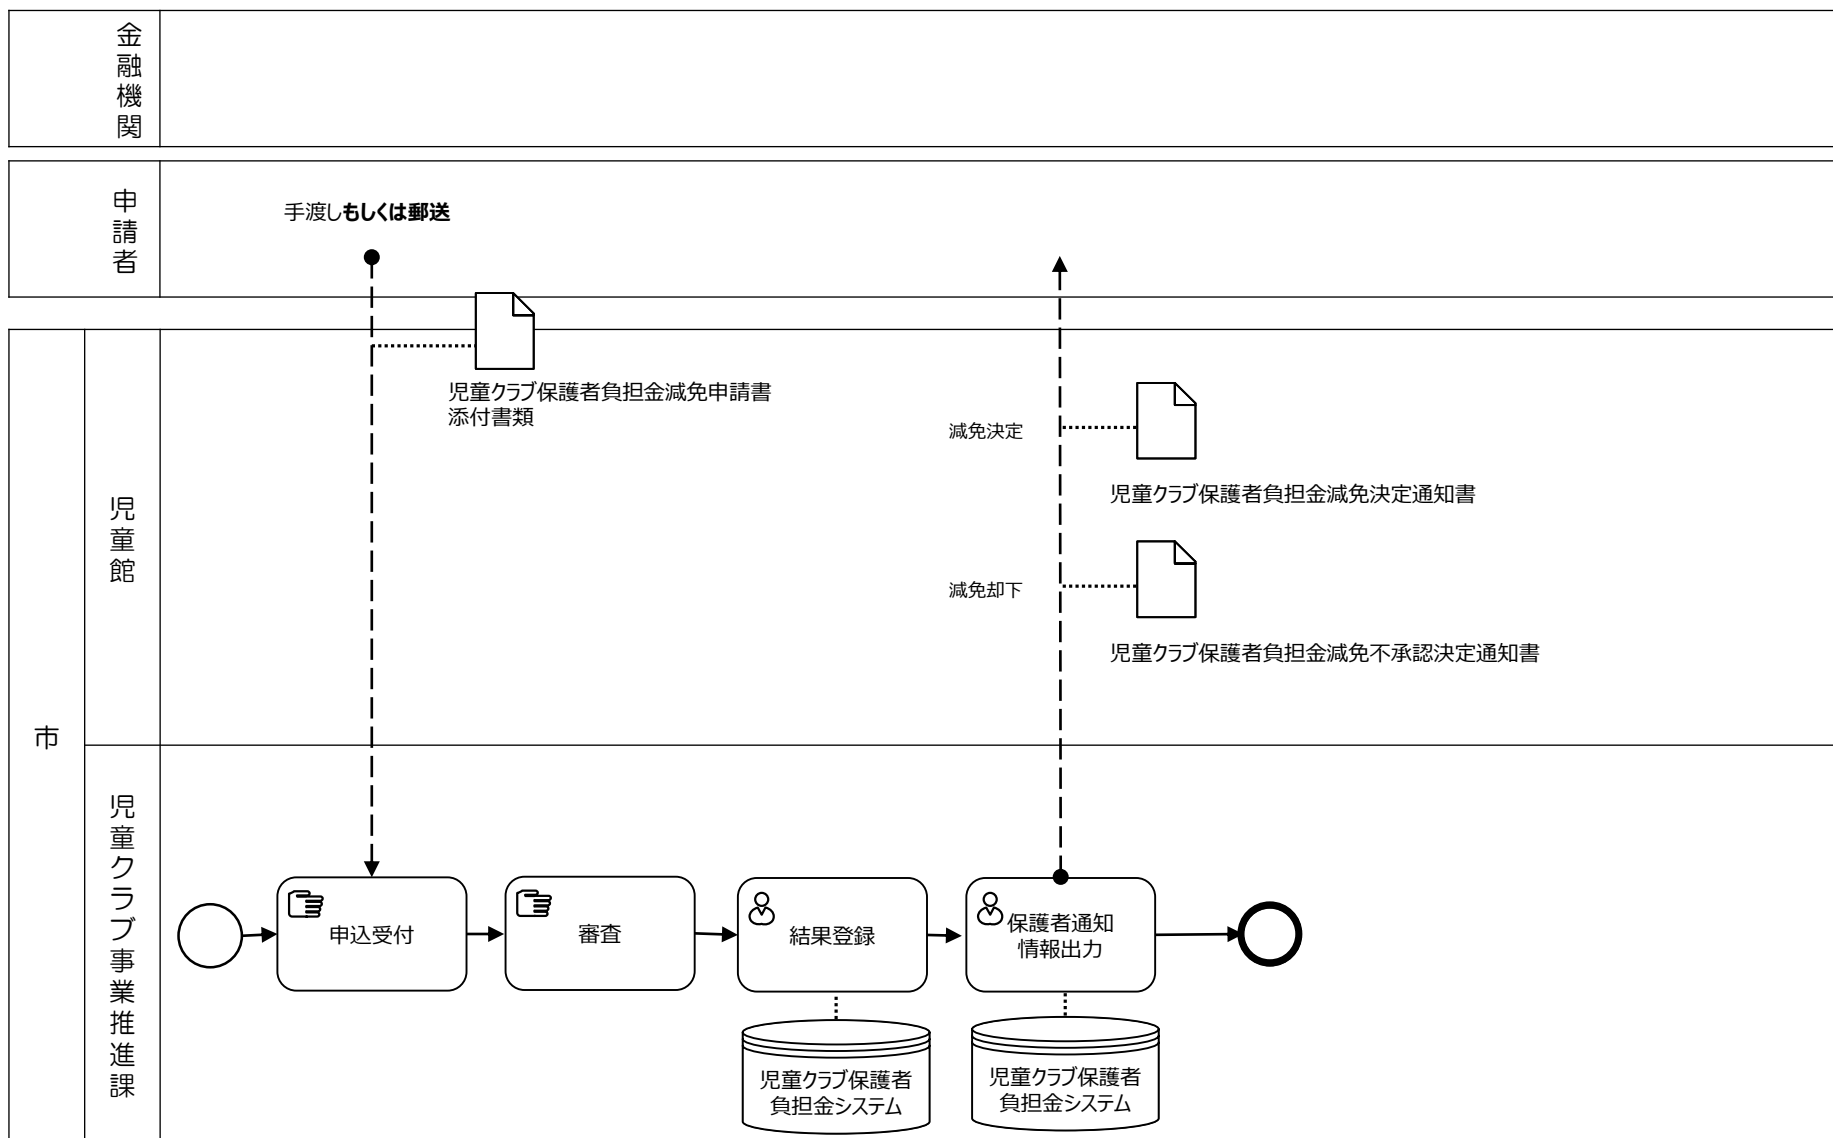 金融機関
申請者
手渡しもしくは郵送
児童クラブ保護者負担金減免申請書
添付書類
市
児童館
減免決定
児童クラブ保護者負担金減免決定通知書
減免却下
児童クラブ保護者負担金減免不承認決定通知書
児童クラブ事業推進課
申込受付
審査
結果登録
保護者通知
情報出力
児童クラブ保護者
負担金システム
児童クラブ保護者
負担金システム